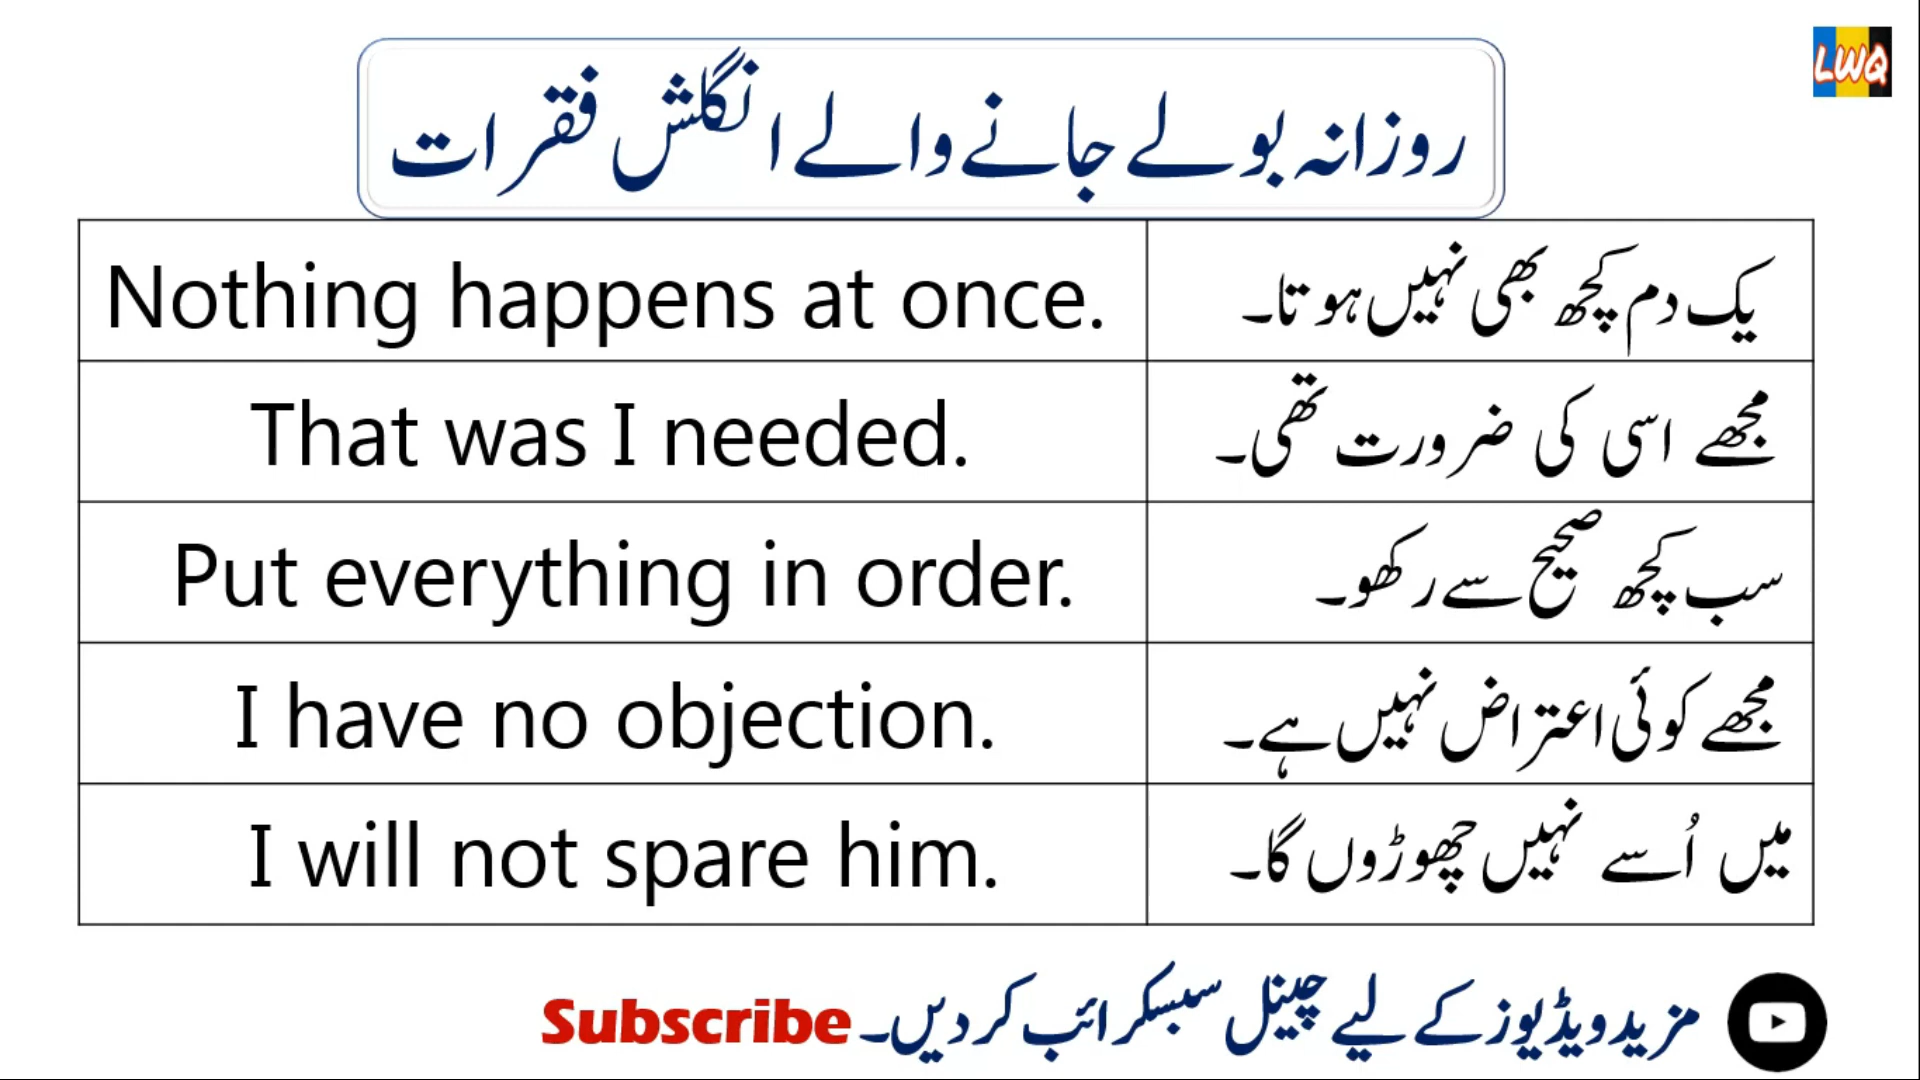 LWQ
روزانہ بولے جانے والے انگلش فقرات
Nothing happens at once. یک دم کچھ بھی نہیں ہوتا۔
That was I needed. مجھے اسی کی ضرورت تھی۔
Put everything in order. سب کچھ صحیح سے رکھو۔
I have no objection. مجھے کوئی اعتراض نہیں ہے۔
I will not spare him. میں اُسے نہیں چھوڑوں گا۔
مزید ویڈیوز کے لیے چینل سبسکرائب کر دیں۔ Subscribe